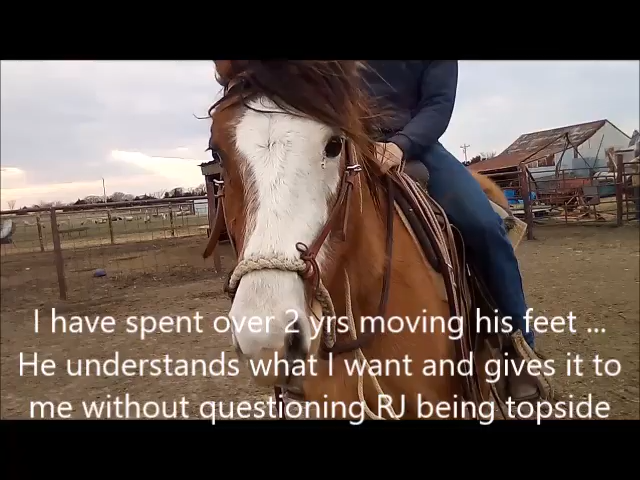 I have spent over 2 yrs moving his feet ...
He understands what I want and gives it to
me without questioning RJ being topside